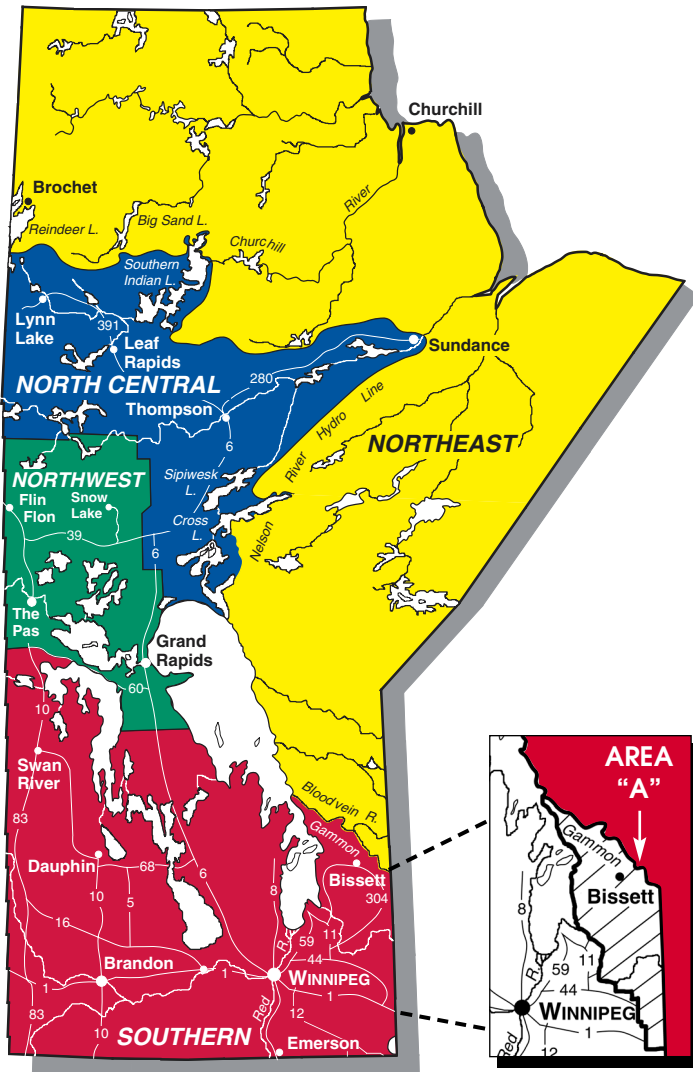 Churchill
Brochet
River
Reindeer L.
Big Sand L.
Churchill
Southern
Indian L.
Lynn
Lake
391
Leaf
Rapids
Sundance
NORTH CENTRAL
280
Thompson
6
River Hydro Line
NORTHEAST
NORTHWEST
Sipiwesk
L.
Flin
Flon
Snow
Lake
Cross
L.
Nelson
39
6
The
Pas
Grand
Rapids
60
10
Swan
River
Bloodvein R.
AREA
"A"
83
Gammon
Gammon
Dauphin
68
6
8
Bissett
304
Bissett
10
5
16
11
59
44
8
11
59
44
R.
R.
Brandon
1
1
WINNIPEG
1
WINNIPEG
1
83
10
Red
12
Red
12
SOUTHERN
Emerson